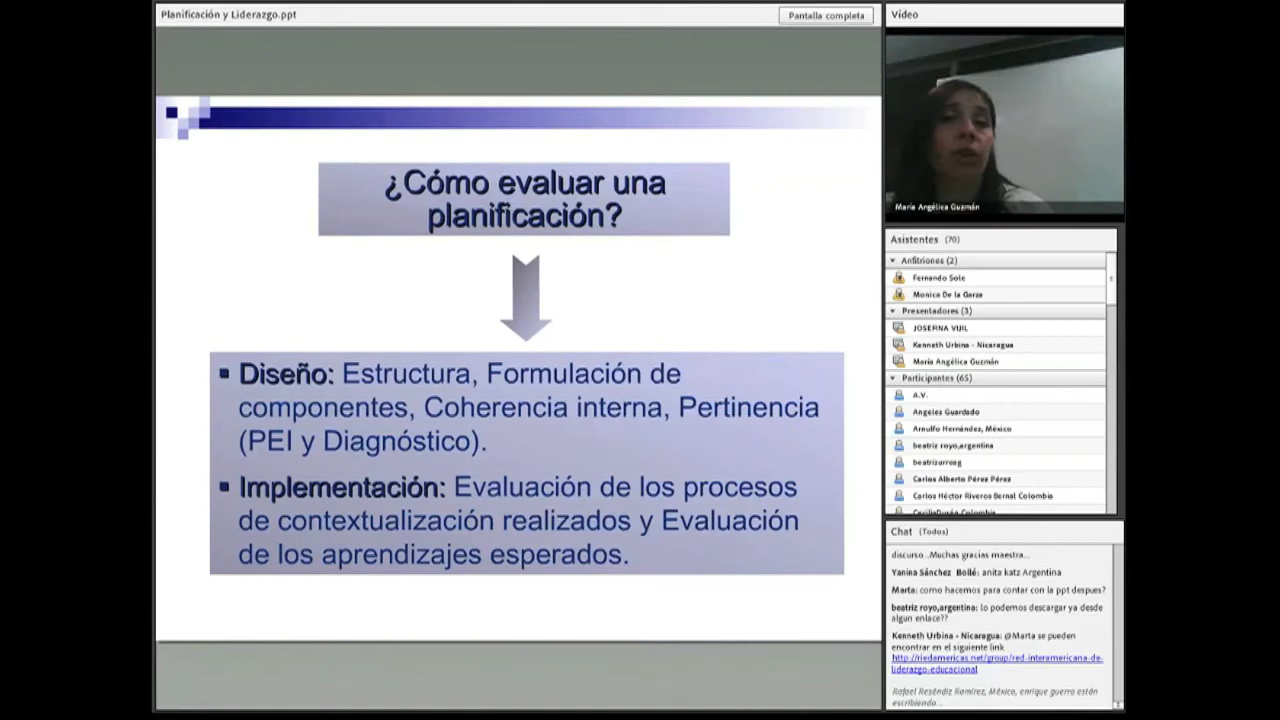 Planificación y Liderazgo.ppt
Pantalla completa
¿Cómo evaluar una
planificación?
Diseño: Estructura, Formulación de
componentes, Coherencia interna, Pertinencia
(PEI y Diagnóstico).
Implementación: Evaluación de los procesos
de contextualización realizados y Evaluación
de los aprendizajes esperados.
Vídeo
María Angélica Guzmán
Asistentes (70)
Anfitriones (2)
Fernando Sole
Monica De la Garza
Presentadores (3)
JOSEFINA VIJIL
Kenneth Urbina - Nicaragua
María Angélica Guzmán
Participantes (65)
A.V.
Angeles Guardado
Arnulfo Hernández, México
beatriz royo,argentina
beatrizurreag
Carlos Alberto Pérez Pérez
Carlos Héctor Riveros Bernal Colombia
Chat (Todos)
discurso...Muchas gracias maestra...
Yanina Sánchez Bollé: anita katz Argentina
Marta: como hacemos para contar con la ppt despues?
beatriz royo,argentina: lo podemos descargar ya desde
algun enlace??
Kenneth Urbina - Nicaragua: @Marta se pueden
encontrar en el siguiente link
http://riedamericas.net/group/red-interamericana-de-
liderazgo-educacional
Rafael Reséndiz Ramírez, México, enrique guerra están
escribiendo...